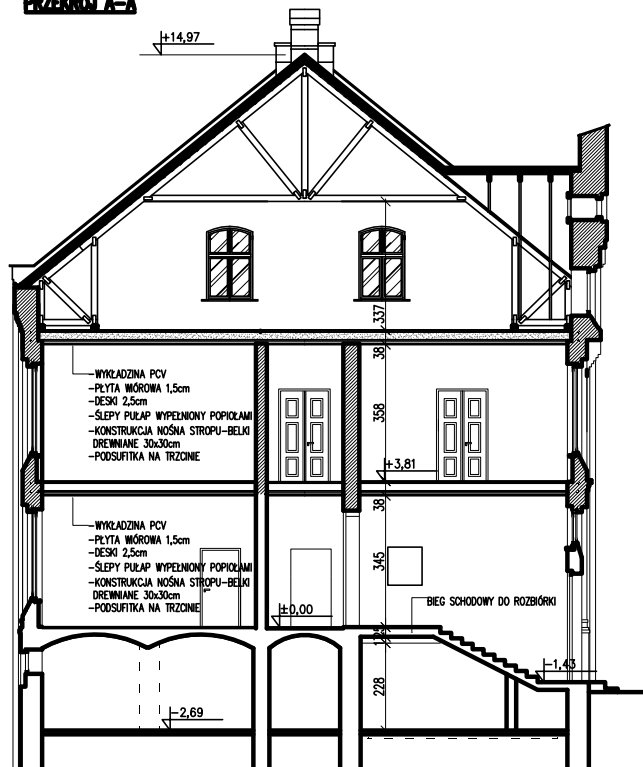 PRZEKRÓJ A-A
+14,97
337
38
-WYKŁADZINA PCV
-PŁYTA WIÓROWA 1,5cm
-DESKI 2,5cm
-ŚLEPY PUŁAP WYPEŁNIONY POPIOŁAMI
-KONSTRUKCJA NOŚNA STROPU-BELKI
DREWNIANE 30x30cm
-PODSUFITKA NA TRZCINIE
358
+3,81
38
-WYKŁADZINA PCV
-PŁYTA WIÓROWA 1,5cm
-DESKI 2,5cm
-ŚLEPY PUŁAP WYPEŁNIONY POPIOŁAMI
-KONSTRUKCJA NOŚNA STROPU-BELKI
DREWNIANE 30x30cm
-PODSUFITKA NA TRZCINIE
345
±0,00
BIEG SCHODOWY DO ROZBIÓRKI
-1,43
228
-2,69